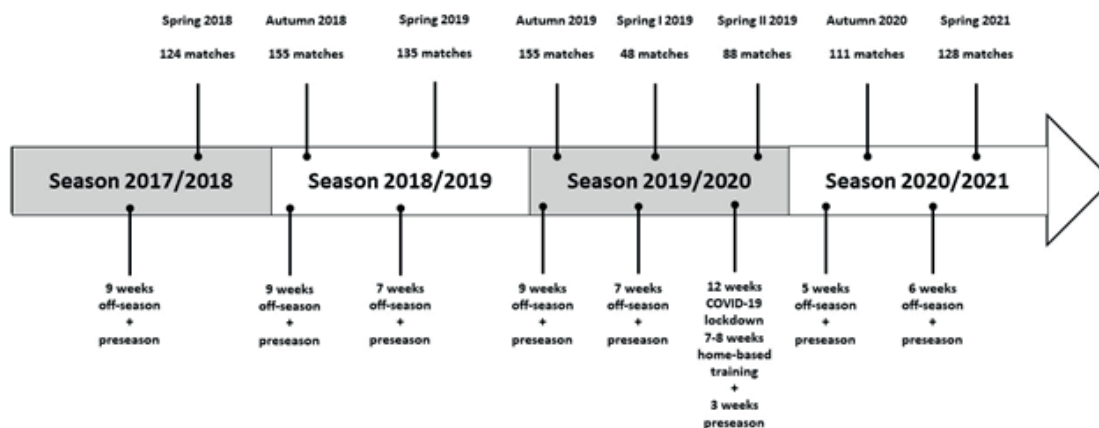 Spring 2018
124 matches
Autumn 2018
155 matches
Spring 2019
135 matches
Autumn 2019
155 matches
Spring I 2019
48 matches
Spring II 2019
88 matches
Autumn 2020
111 matches
Spring 2021
128 matches
Season 2017/2018
Season 2018/2019
Season 2019/2020
Season 2020/2021
9 weeks
off-season
+
preseason
9 weeks
off-season
+
preseason
7 weeks
off-season
+
preseason
9 weeks
off-season
+
preseason
7 weeks
off-season
+
preseason
12 weeks
COVID-19
lockdown
7-8 weeks
home-based
training
+
3 weeks
preseason
5 weeks
off-season
+
preseason
6 weeks
off-season
+
preseason